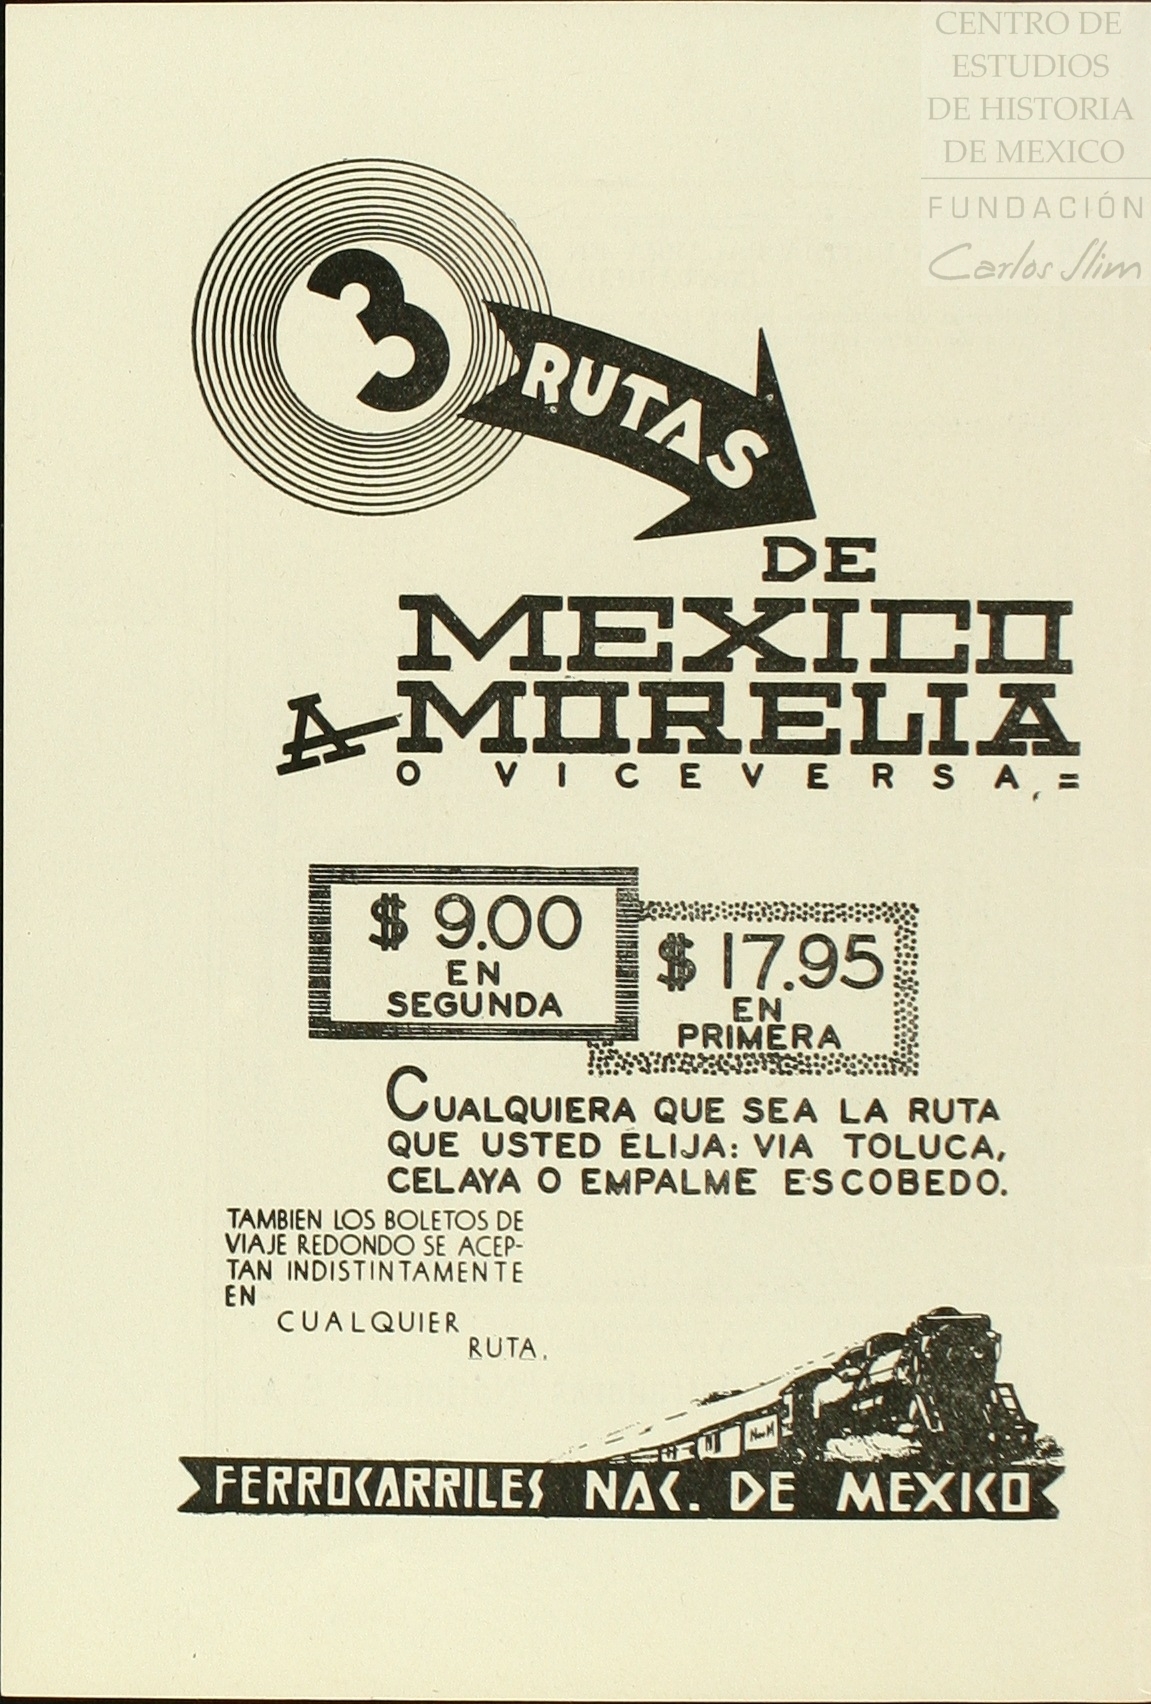 CENTRO DE
ESTUDIOS
DE HISTORIA
DE MEXICO
FUNDACIÓN
Carlos Slim
3
RUTAS
DE
MEXICO
A MORELIA
O VICEVERSA, =
$ 9.00
EN
SEGUNDA
$ 17.95
EN
PRIMERA
CUALQUIERA QUE SEA LA RUTA
QUE USTED ELIJA: VIA TOLUCA,
CELAYA O EMPALME ESCOBEDO.
TAMBIEN LOS BOLETOS DE
VIAJE REDONDO SE ACEP-
TAN INDISTINTAMENTE
EN
CUALQUIER
RUTA.
N de M
FERROCARRILES NAC. DE MEXICO